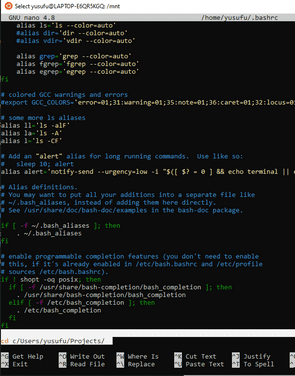 Select yusufu@LAPTOP-E6QR5KGQ: /mnt
GNU nano 4.8 /home/yusufu/.bashrc
alias ls='ls --color=auto'
#alias dir='dir --color=auto'
#alias vdir='vdir --color=auto'
alias grep='grep --color=auto'
alias fgrep='fgrep --color=auto'
alias egrep='egrep --color=auto'
fi
# colored GCC warnings and errors
#export GCC_COLORS='error=01;31:warning=01;35:note=01;36:caret=01;32:locus=0
# some more ls aliases
alias ll='ls -alF'
alias la='ls -A'
alias l='ls -CF'
# Add an "alert" alias for long running commands.  Use like so:
#   sleep 10; alert
alias alert='notify-send --urgency=low -i "$([ $? = 0 ] && echo terminal ||
# Alias definitions.
# You may want to put all your additions into a separate file like
# ~/.bash_aliases, instead of adding them here directly.
# See /usr/share/doc/bash-doc/examples in the bash-doc package.
if [ -f ~/.bash_aliases ]; then
. ~/.bash_aliases
fi
# enable programmable completion features (you don't need to enable
# this, if it's already enabled in /etc/bash.bashrc and /etc/profile
# sources /etc/bash.bashrc).
if ! shopt -oq posix; then
if [ -f /usr/share/bash-completion/bash_completion ]; then
. /usr/share/bash-completion/bash_completion
elif [ -f /etc/bash_completion ]; then
. /etc/bash_completion
fi
fi
cd c/Users/yusufu/Projects/
^G Get Help ^O Write Out ^W Where Is ^K Cut Text ^J Justify
^X Exit ^R Read File ^\ Replace ^U Paste Text ^T To Spell